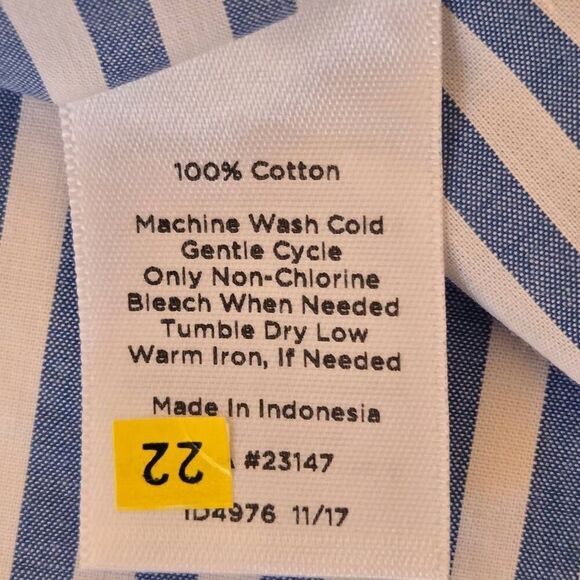 100% Cotton
Machine Wash Cold
Gentle Cycle
Only Non-Chlorine
Bleach When Needed
Tumble Dry Low
Warm Iron, If Needed
Made In Indonesia
22
#23147
ID4976 11/17